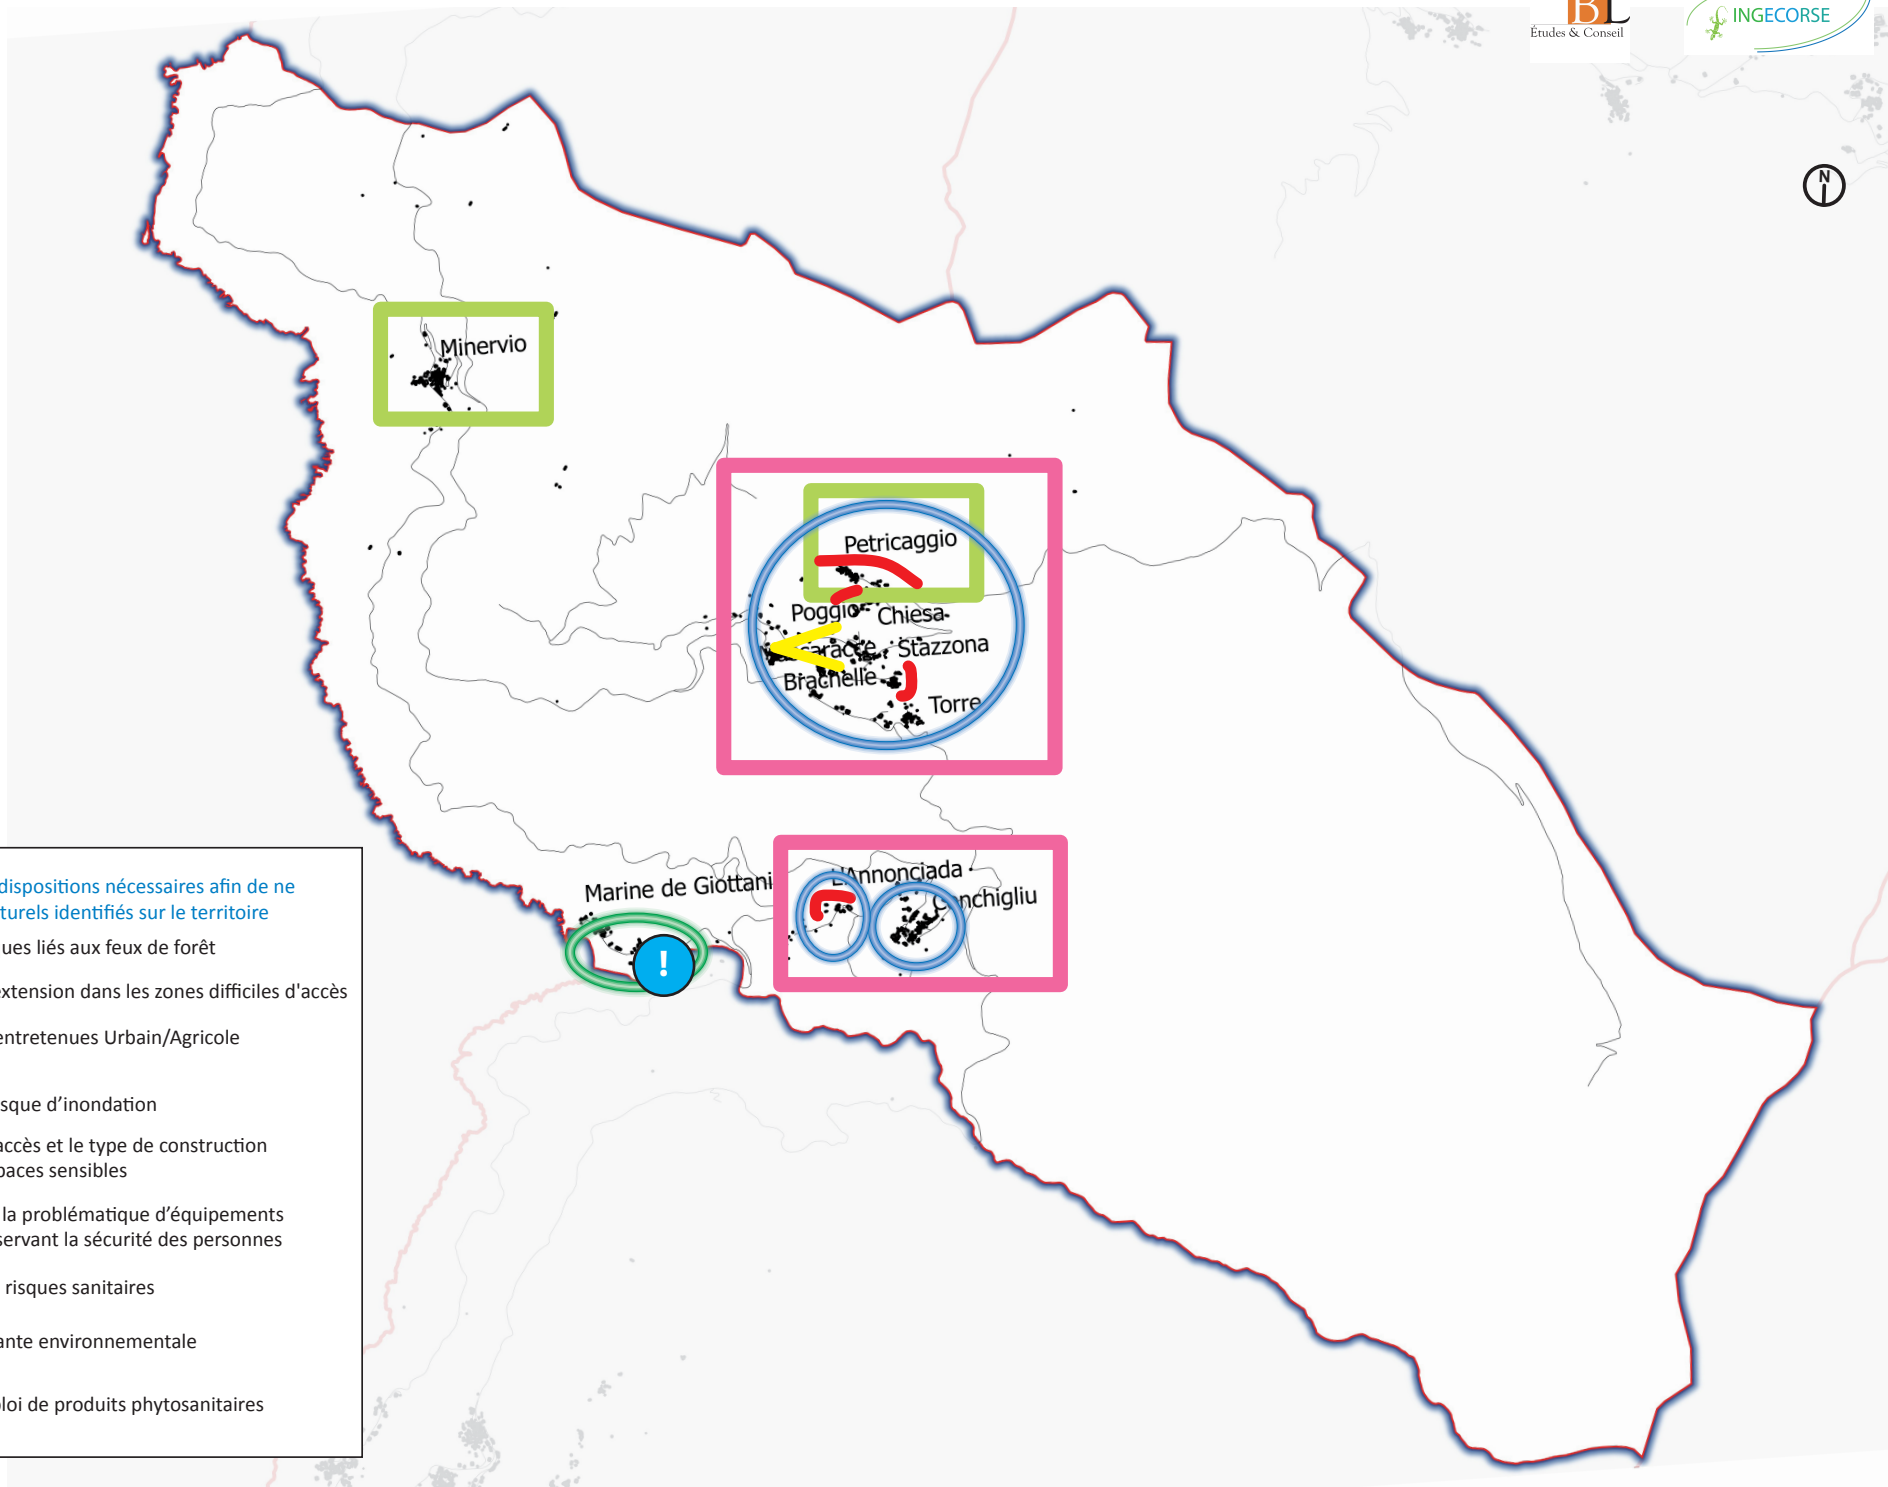 Études & Conseil
INGECORSE
N
Minervio
Petricaggio
Poggio
Chiesa
Stazzona
Brachelle
Torre
L'Annonciada
Marine de Giottani
Conchigliu
!
dispositions nécessaires afin de ne
turels identifiés sur le territoire
ues liés aux feux de forêt
extension dans les zones difficiles d'accès
entretenues Urbain/Agricole
sque d’inondation
accès et le type de construction
paces sensibles
la problématique d’équipements
servant la sécurité des personnes
risques sanitaires
ante environnementale
loi de produits phytosanitaires